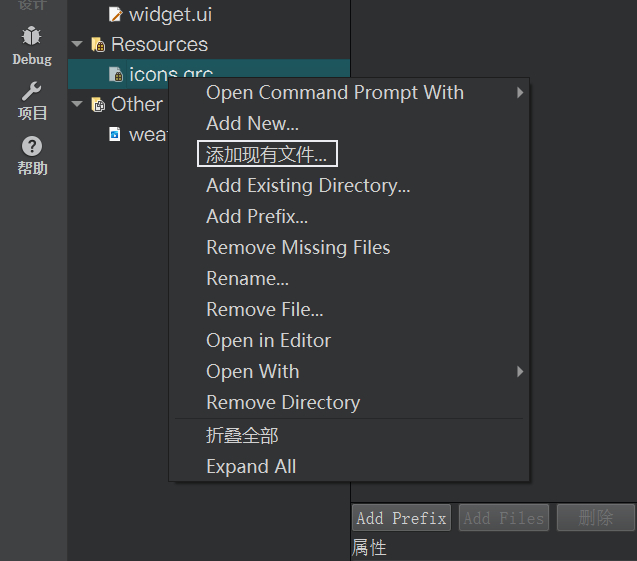 设计
widget.ui
Debug
Resources
icons.qrc
项目
Other
帮助
Open Command Prompt With
Add New...
添加现有文件...
Add Existing Directory...
Add Prefix...
Remove Missing Files
Rename...
Remove File...
Open in Editor
Open With
Remove Directory
折叠全部
Expand All
Add Prefix
Add Files
删除
属性